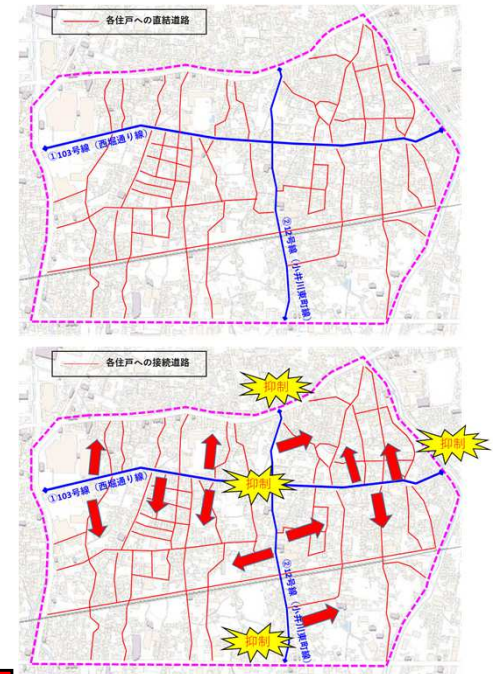 各住戸への直結道路
①103号線（西堀通り線）
②12号線（小井川東町線）
各住戸への接続道路
抑制
抑制
抑制
①103号線（西堀通り線）
②12号線（小井川東町線）
抑制